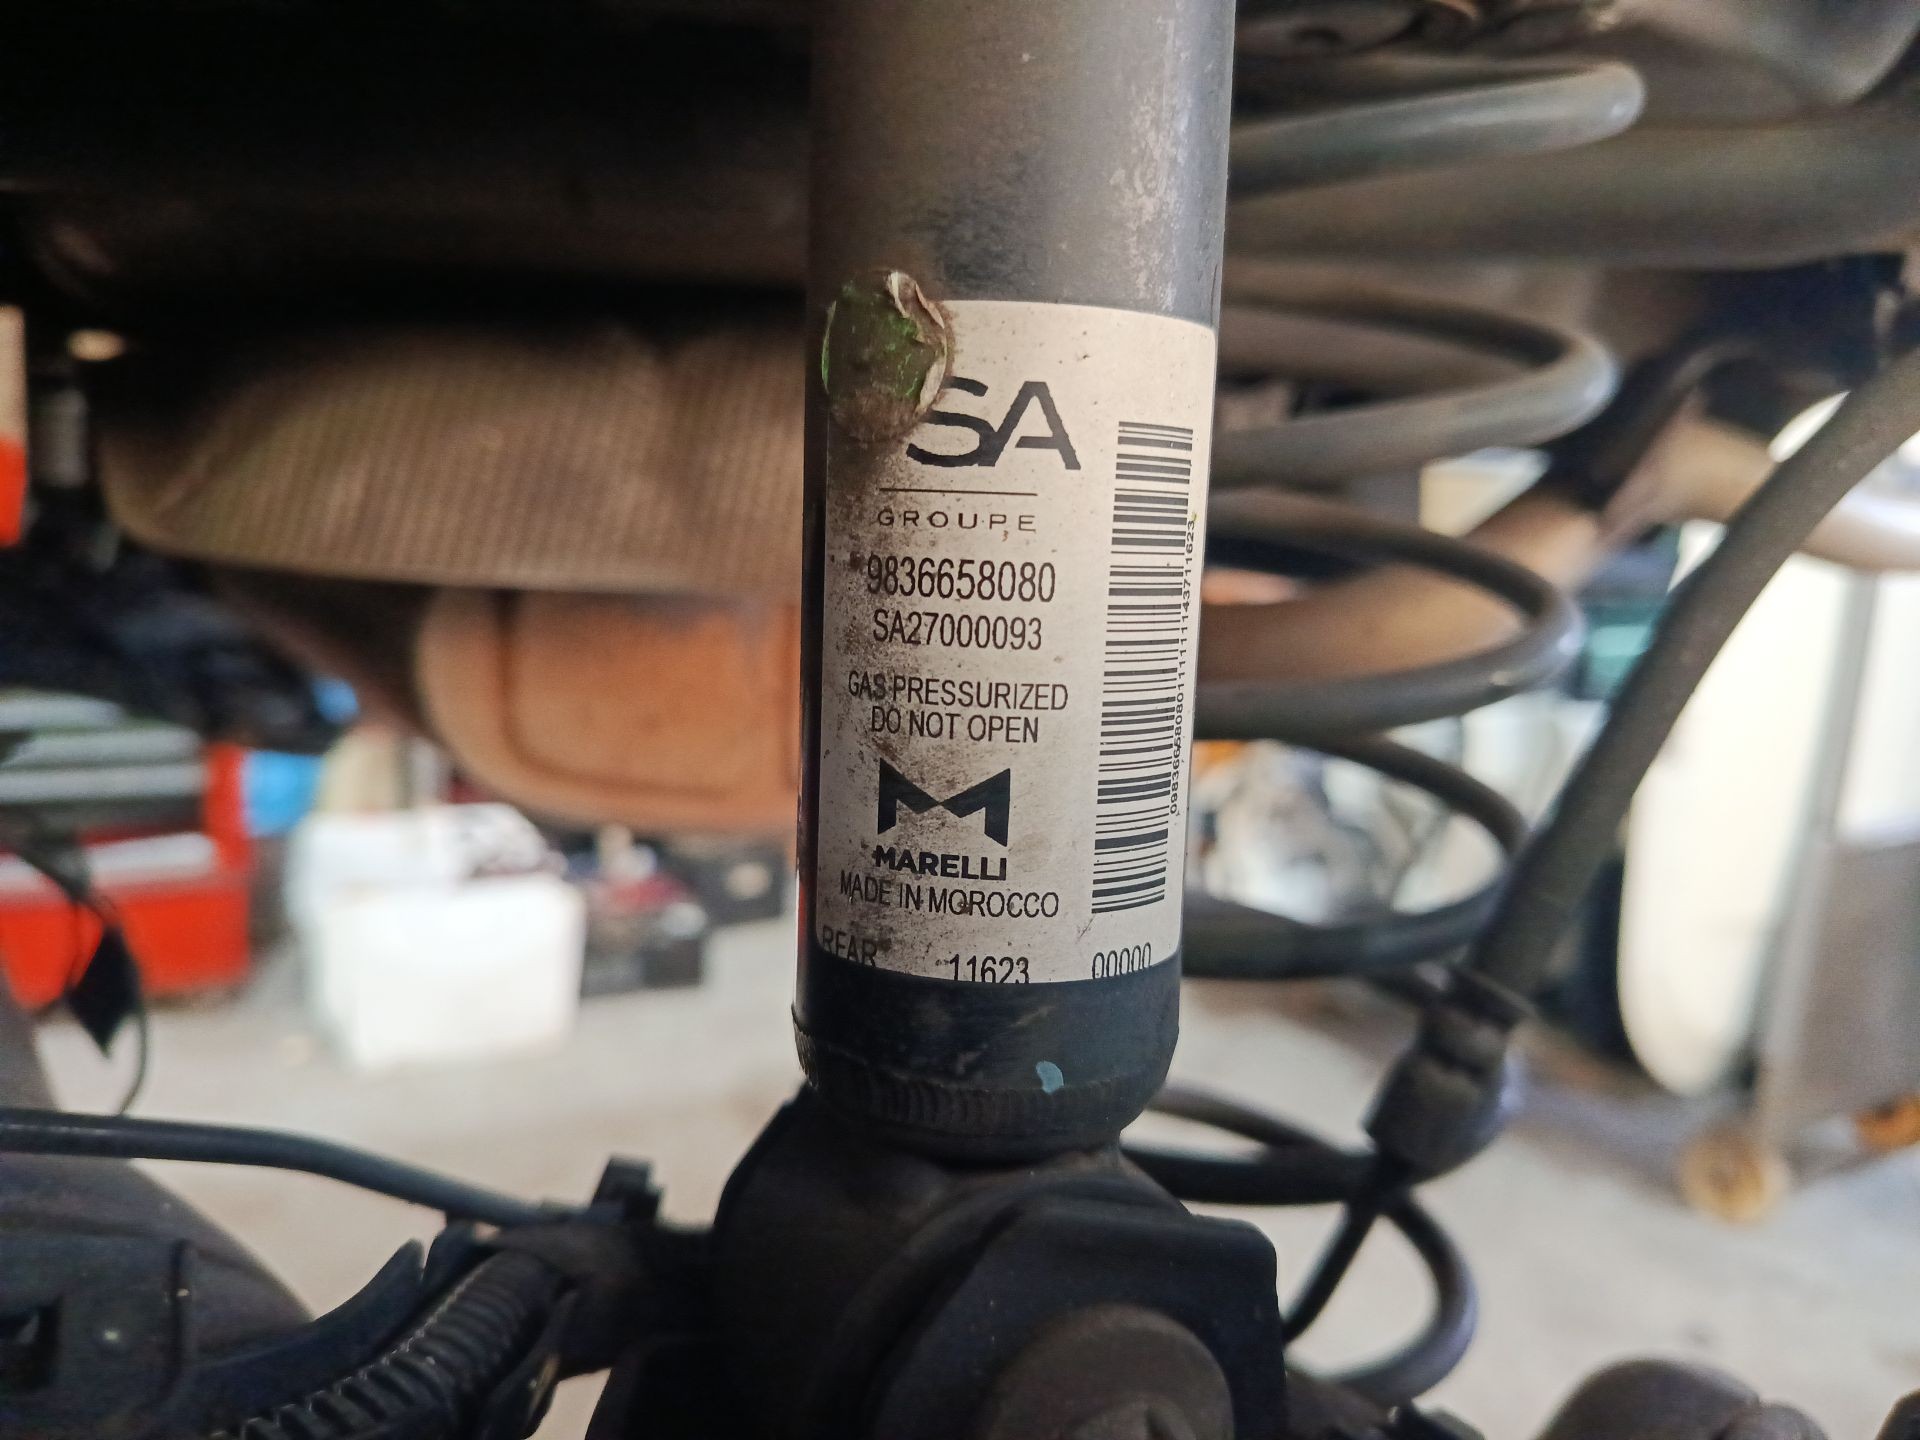 SA
GROUPE
9836658080
SA27000093
GAS PRESSURIZED
DO NOT OPEN
MARELLI
MADE IN MOROCCO
REAR 11623 00000